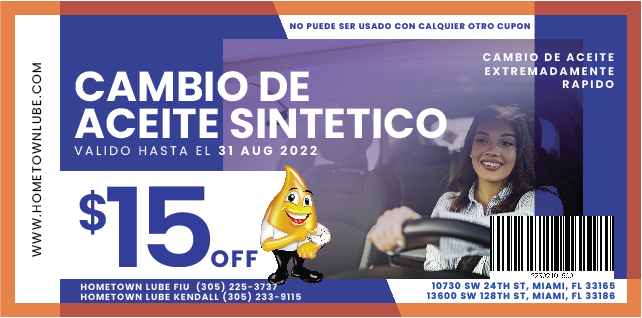 NO PUEDE SER USADO CON CALQUIER OTRO CUPON
CAMBIO DE ACEITE
EXTREMADAMENTE
RAPIDO
WWW.HOMETOWNLUBE.COM
CAMBIO DE
ACEITE SINTETICO
VALIDO HASTA EL 31 AUG 2022
$15 OFF
HOMETOWN LUBE FIU (305) 225-3737
HOMETOWN LUBE KENDALL (305) 233-9115
10730 SW 24TH ST, MIAMI, FL 33165
13600 SW 128TH ST, MIAMI, FL 33186